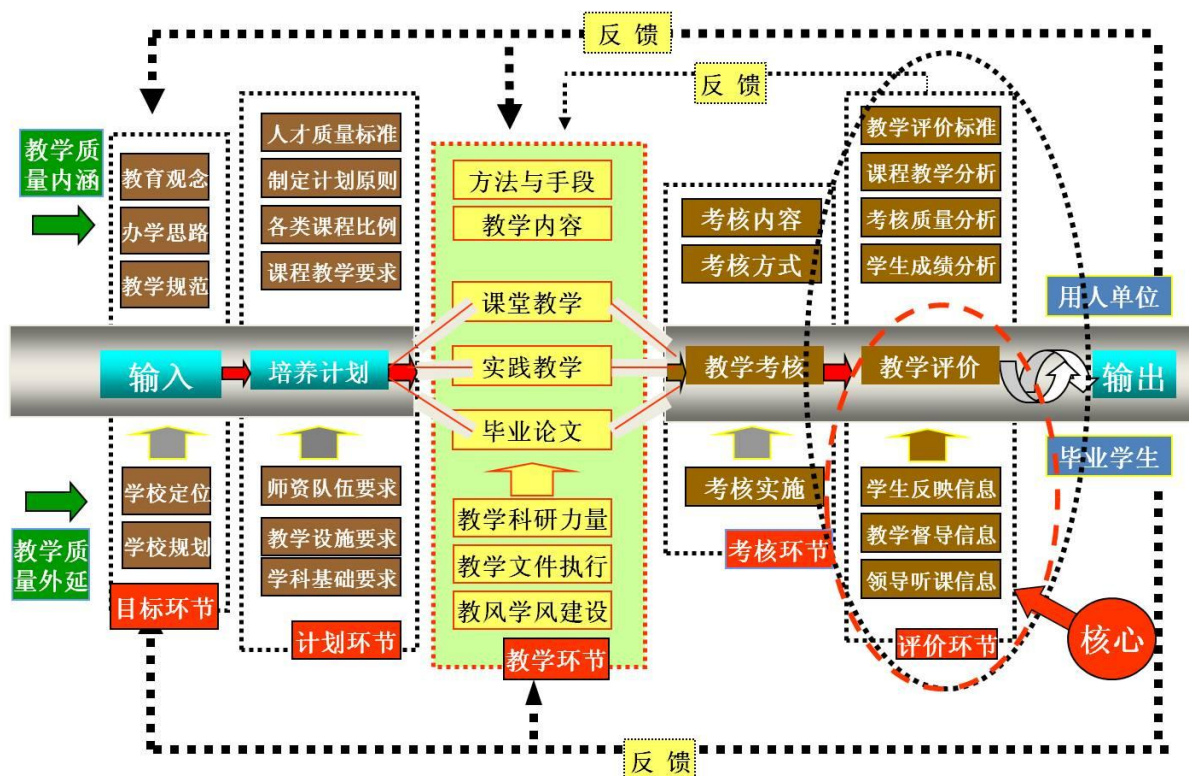 反 馈
反 馈
教学质
量内涵
教育观念
办学思路
教学规范
人才质量标准
制定计划原则
各类课程比例
课程教学要求
方法与手段
教学内容
课堂教学
实践教学
毕业论文
考核内容
考核方式
教学评价标准
课程教学分析
考核质量分析
学生成绩分析
用人单位
输入
培养计划
教学考核
教学评价
输出
毕业学生
学校定位
学校规划
教学质
量外延
目标环节
师资队伍要求
教学设施要求
学科基础要求
计划环节
教学科研力量
教学文件执行
教风学风建设
教学环节
考核实施
考核环节
学生反映信息
教学督导信息
领导听课信息
评价环节
核心
反 馈